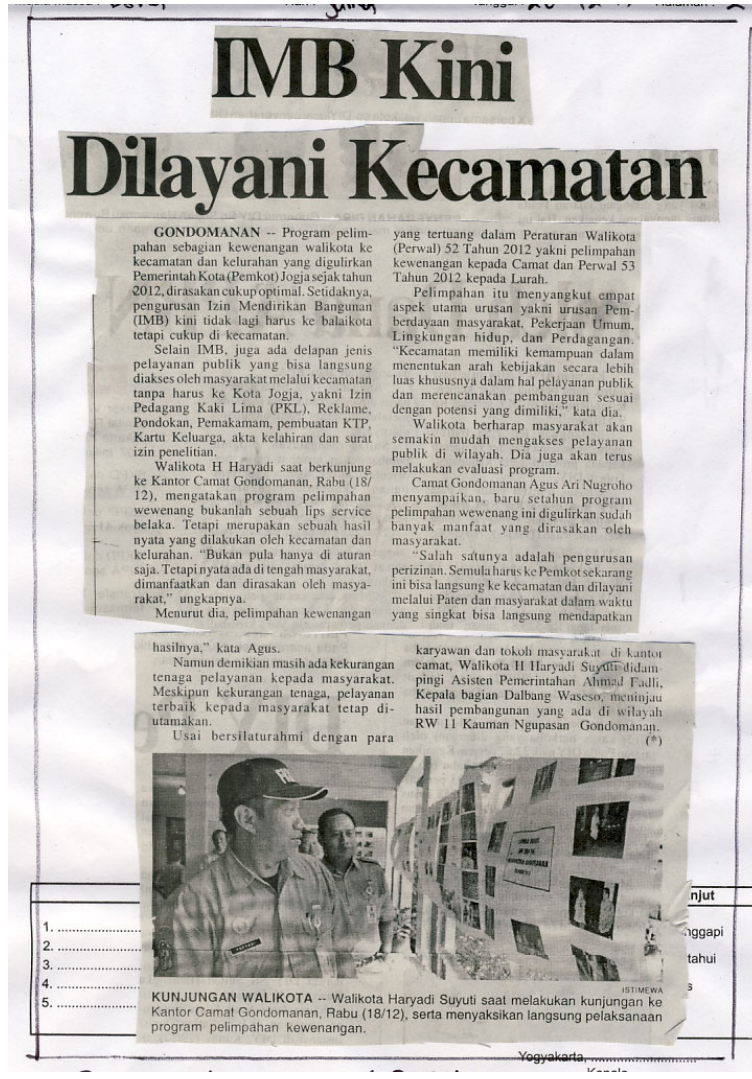 IMB Kini
Dilayani Kecamatan
GONDOMANAN -- Program pelim-
pahan sebagian kewenangan walikota ke
kecamatan dan kelurahan yang digulirkan
Pemerintah Kota (Pemkot) Jogja sejak tahun
2012, dirasakan cukup optimal. Setidaknya,
pengurusan Izin Mendirikan Bangunan
(IMB) kini tidak lagi harus ke balaikota
tetapi cukup di kecamatan.
Selain IMB, juga ada delapan jenis
pelayanan publik yang bisa langsung
diakses oleh masyarakat melalui kecamatan
tanpa harus ke Kota Jogja, yakni Izin
Pedagang Kaki Lima (PKL), Reklame,
Pondokan, Pemakamam, pembuatan KTP,
Kartu Keluarga, akta kelahiran dan surat
izin penelitian.
Walikota H Haryadi saat berkunjung
ke Kantor Camat Gondomanan, Rabu (18/
12), mengatakan program pelimpahan
wewenang bukanlah sebuah lips service
belaka. Tetapi merupakan sebuah hasil
nyata yang dilakukan oleh kecamatan dan
kelurahan. “Bukan pula hanya di aturan
saja. Tetapi nyata ada di tengah masyarakat,
dimanfaatkan dan dirasakan oleh masya-
rakat,” ungkapnya.
Menurut dia, pelimpahan kewenangan
yang tertuang dalam Peraturan Walikota
(Perwal) 52 Tahun 2012 yakni pelimpahan
kewenangan kepada Camat dan Perwal 53
Tahun 2012 kepada Lurah.
Pelimpahan itu menyangkut empat
aspek utama urusan yakni urusan Pem-
berdayaan masyarakat, Pekerjaan Umum,
Lingkungan hidup, dan Perdagangan.
“Kecamatan memiliki kemampuan dalam
menentukan arah kebijakan secara lebih
luas khususnya dalam hal pelayanan publik
dan merencanakan pembanguan sesuai
dengan potensi yang dimiliki,” kata dia.
Walikota berharap masyarakat akan
semakin mudah mengakses pelayanan
publik di wilayah. Dia juga akan terus
melakukan evaluasi program.
Camat Gondomanan Agus Ari Nugroho
menyampaikan, baru setahun program
pelimpahan wewenang ini digulirkan sudah
banyak manfaat yang dirasakan oleh
masyarakat.
“Salah satunya adalah pengurusan
perizinan. Semula harus ke Pemkot sekarang
ini bisa langsung ke kecamatan dan dilayani
melalui Paten dan masyarakat dalam waktu
yang singkat bisa langsung mendapatkan
hasilnya,” kata Agus.
Namun demikian masih ada kekurangan
tenaga pelayanan kepada masyarakat.
Meskipun kekurangan tenaga, pelayanan
terbaik kepada masyarakat tetap di-
utamakan.
Usai bersilaturahmi dengan para
karyawan dan tokoh masyarakat di kantor
camat, Walikota H Haryadi Suyuti didam-
pingi Asisten Pemerintahan Ahmad Fadli,
Kepala bagian Dalbang Waseso, meninjau
hasil pembangunan yang ada di wilayah
RW 11 Kauman Ngupasan Gondomanan.
(*)
ISTIMEWA
KUNJUNGAN WALIKOTA -- Walikota Haryadi Suyuti saat melakukan kunjungan ke
Kantor Camat Gondomanan, Rabu (18/12), serta menyaksikan langsung pelaksanaan
program pelimpahan kewenangan.
njut
1.
nggapi
2.
3.
tahui
4.
s
5.
Yogyakarta,